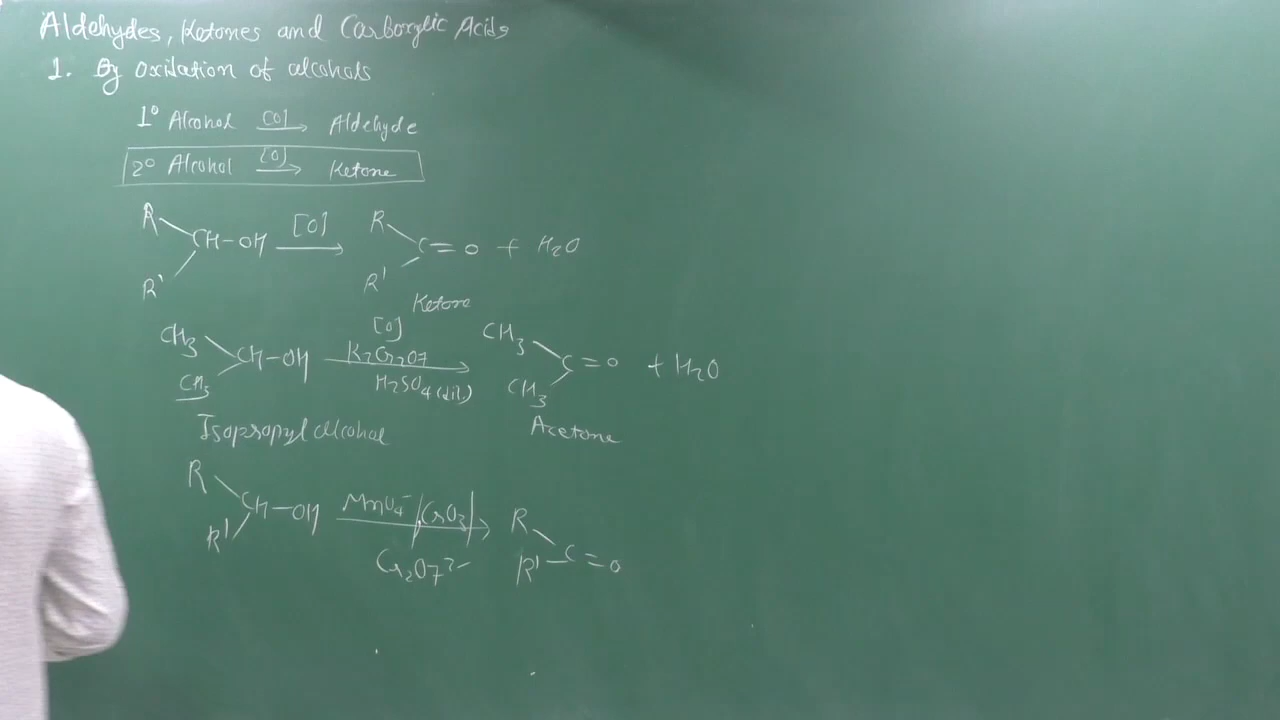 Aldehydes, Ketones and Carboxylic Acids
1. By Oxidation of alcohols
1° Alcohol [O]→ Aldehyde
2° Alcohol [O]→ Ketone
R R' CH-OH [O]→ R R' C=O + H2O
Ketone
CH3 CH3 CH-OH [O] K2Cr2O7 → H2SO4 (dil.) CH3 CH3 C=O + H2O
Isopropyl alcohol Acetone
R R' CH-OH MnO4⁻/CrO3/ → Cr2O7²⁻ R R' C=O